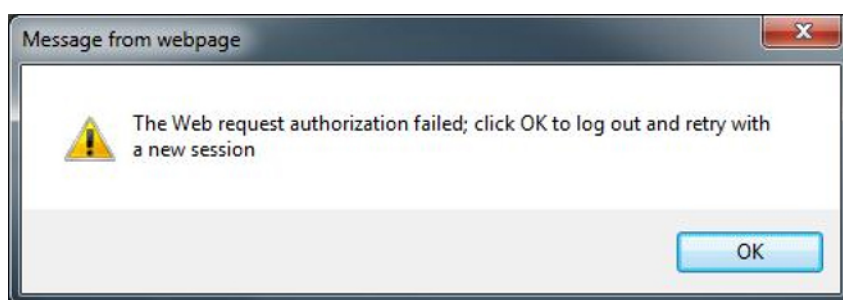 Message from webpage
The Web request authorization failed; click OK to log out and retry with
a new session
OK